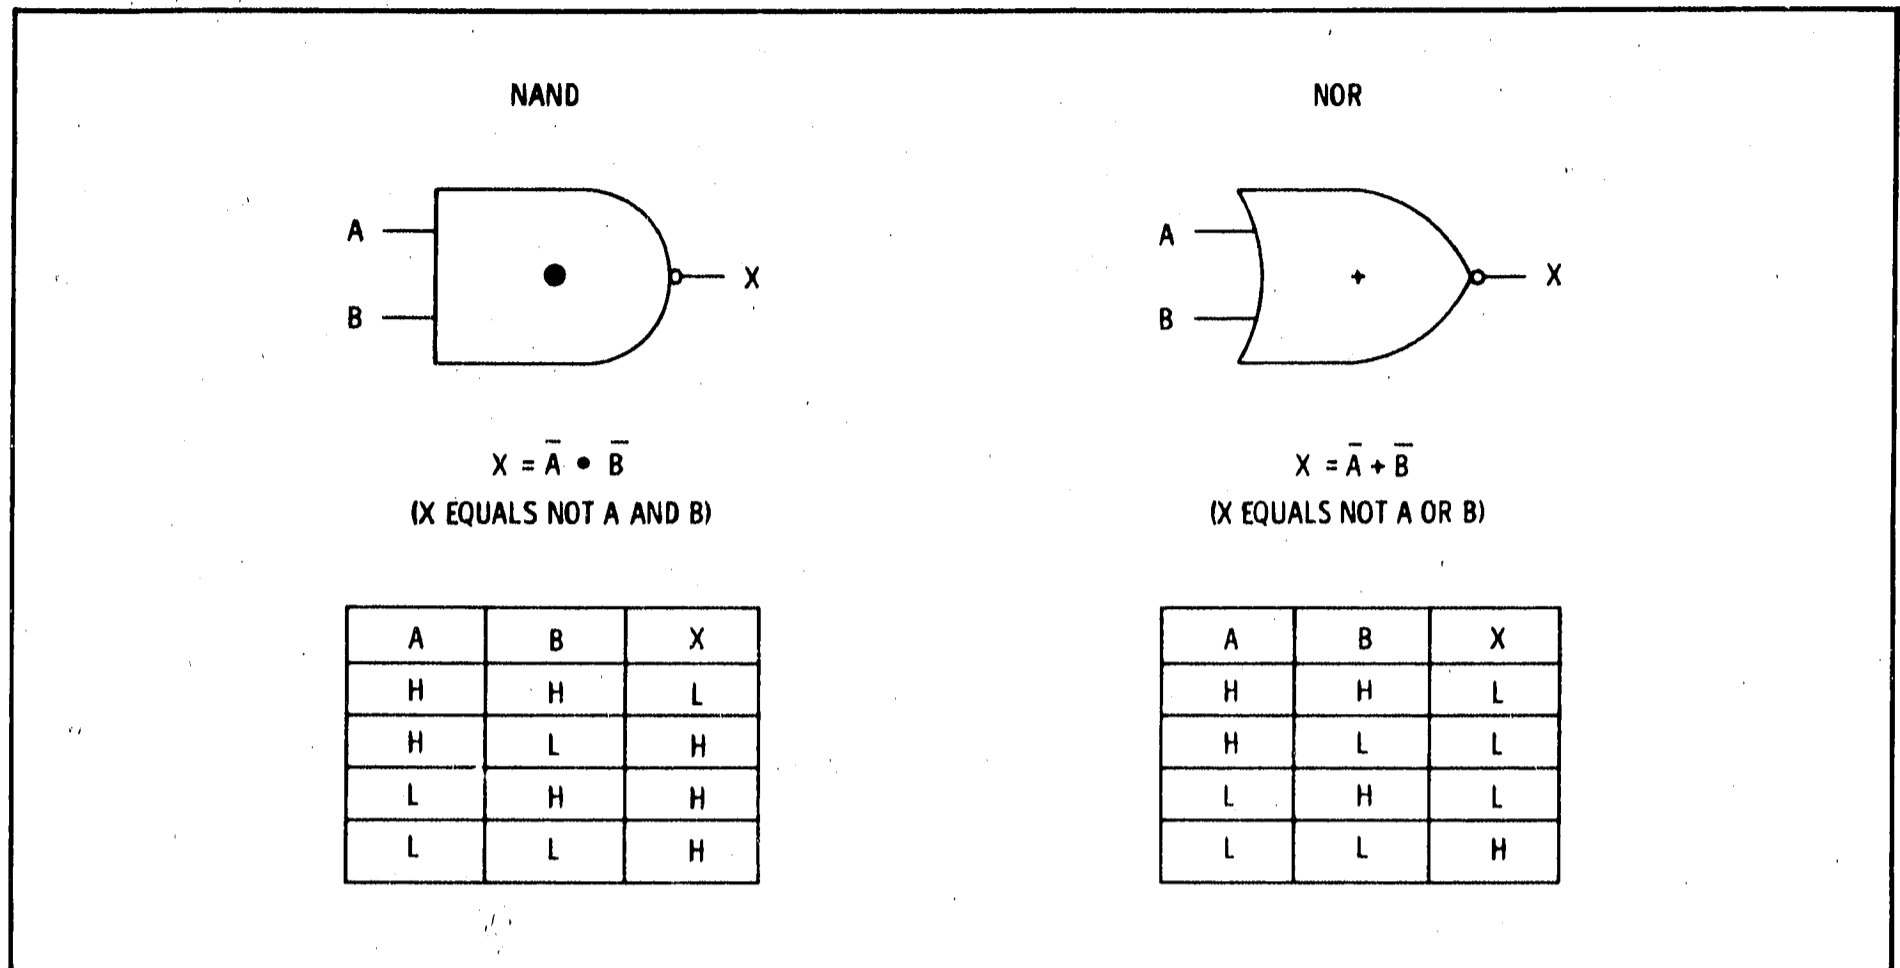 NAND
A
B
X
X = A̅ • B̅
(X EQUALS NOT A AND B)
A B X
H H L
H L H
L H H
L L H
NOR
A
B
X
X = A̅ + B̅
(X EQUALS NOT A OR B)
A B X
H H L
H L L
L H L
L L H